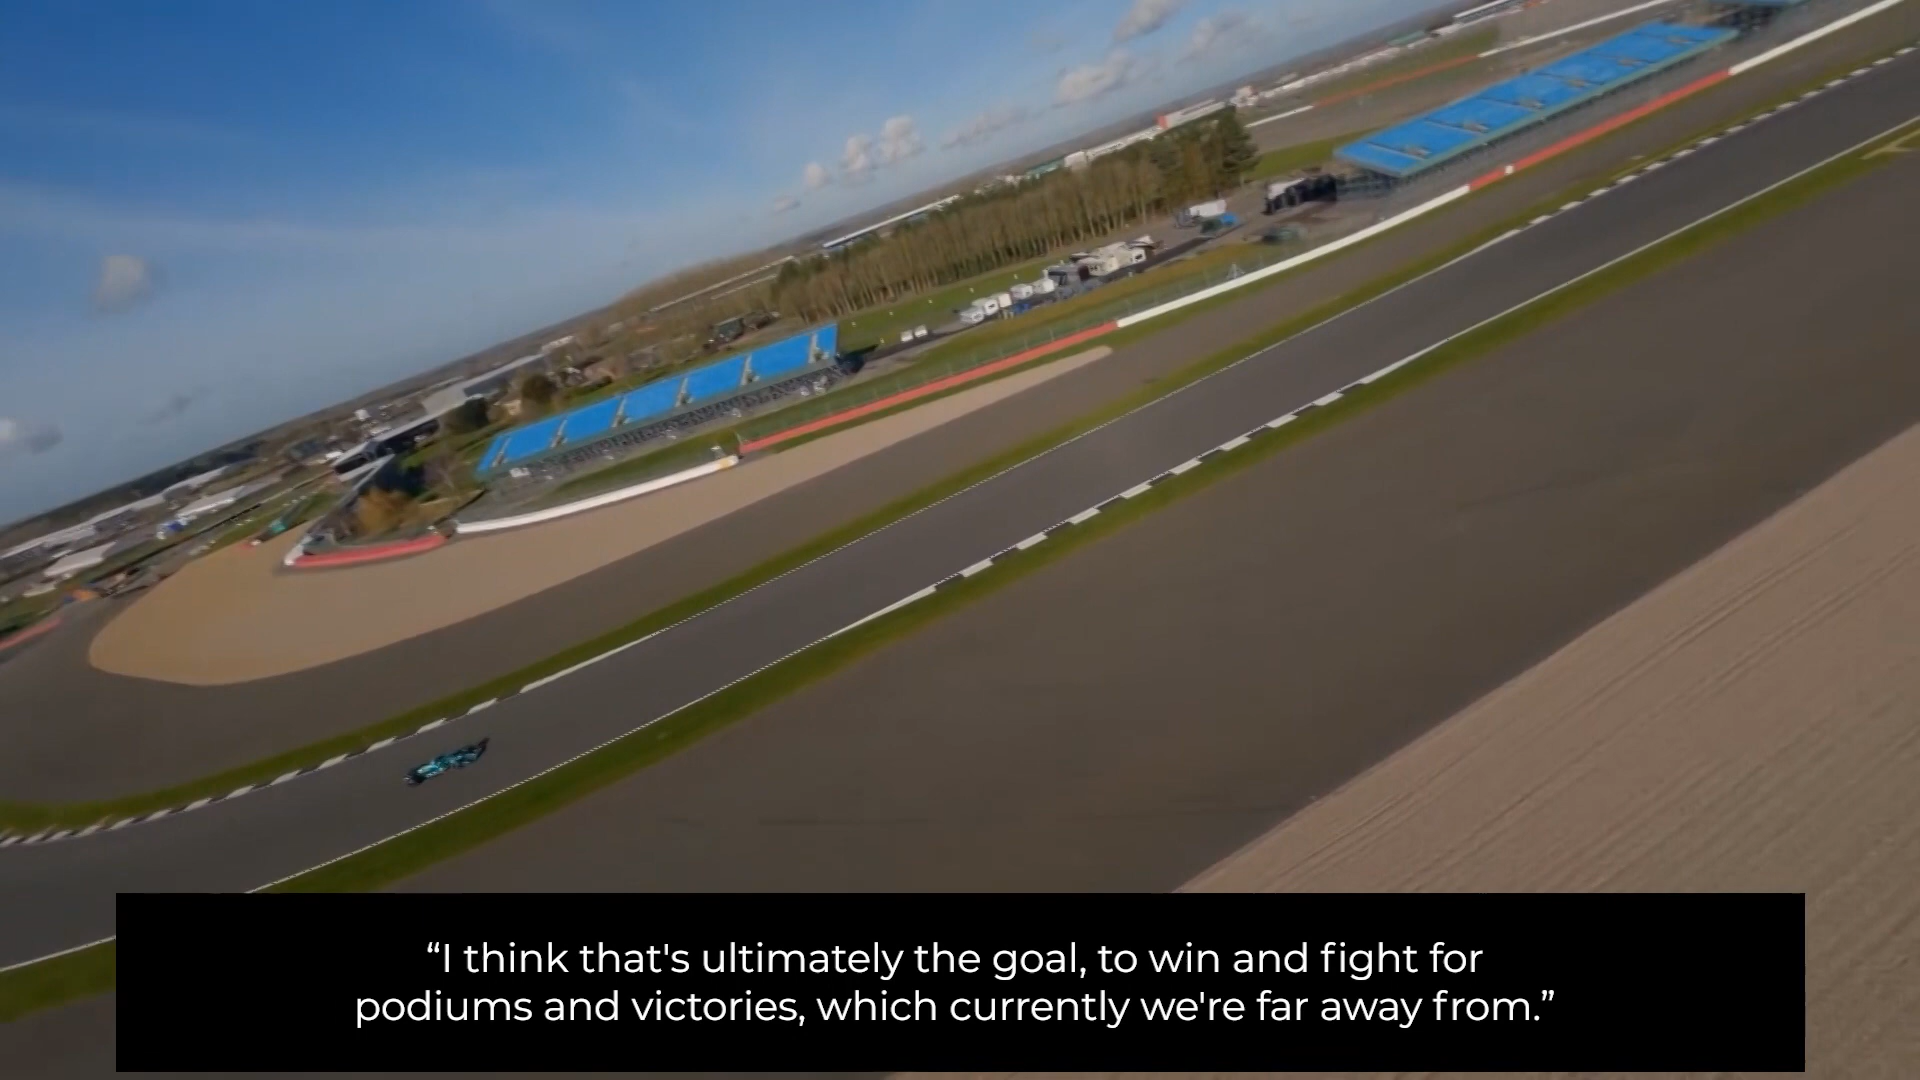 “I think that's ultimately the goal, to win and fight for
podiums and victories, which currently we're far away from.”